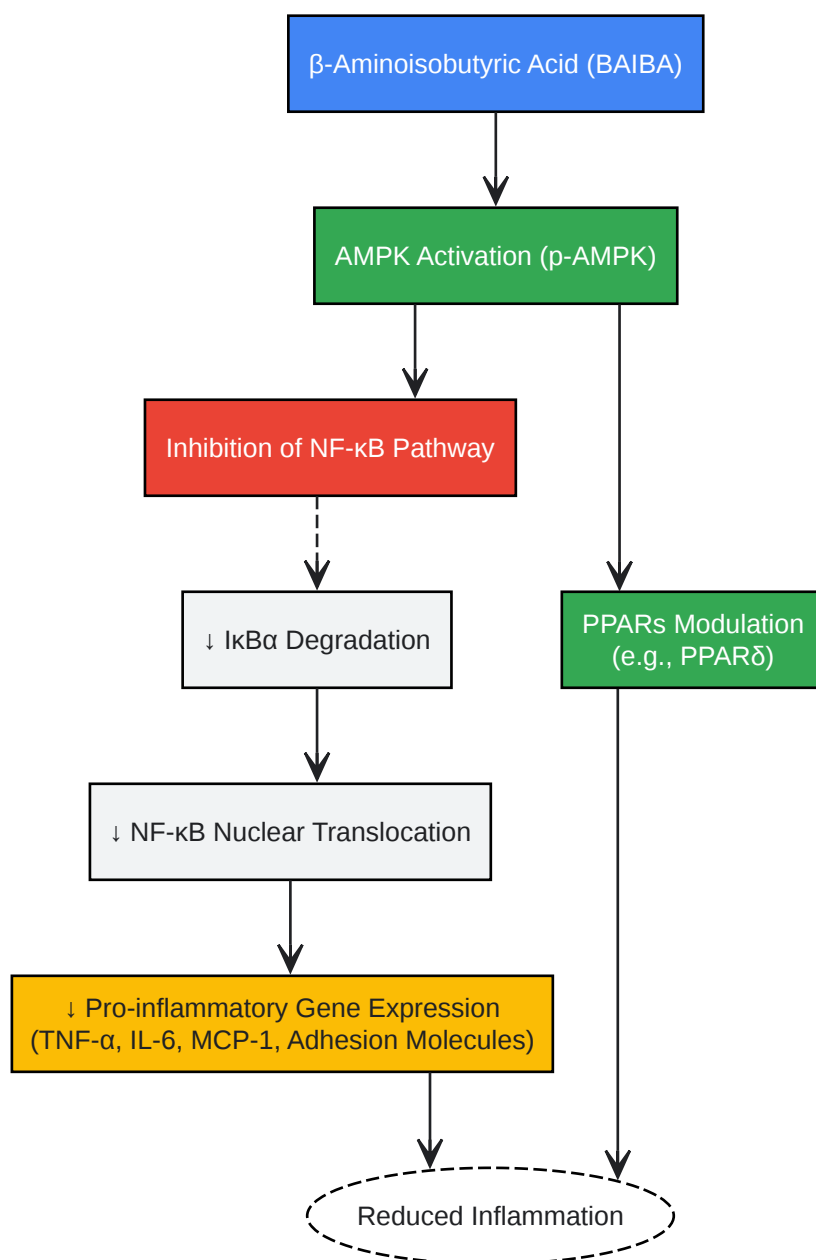 β-Aminoisobutyric Acid (BAIBA)
AMPK Activation (p-AMPK)
Inhibition of NF-κB Pathway
↓ IκBα Degradation
PPARs Modulation
(e.g., PPARδ)
↓ NF-κB Nuclear Translocation
↓ Pro-inflammatory Gene Expression
(TNF-α, IL-6, MCP-1, Adhesion Molecules)
Reduced Inflammation